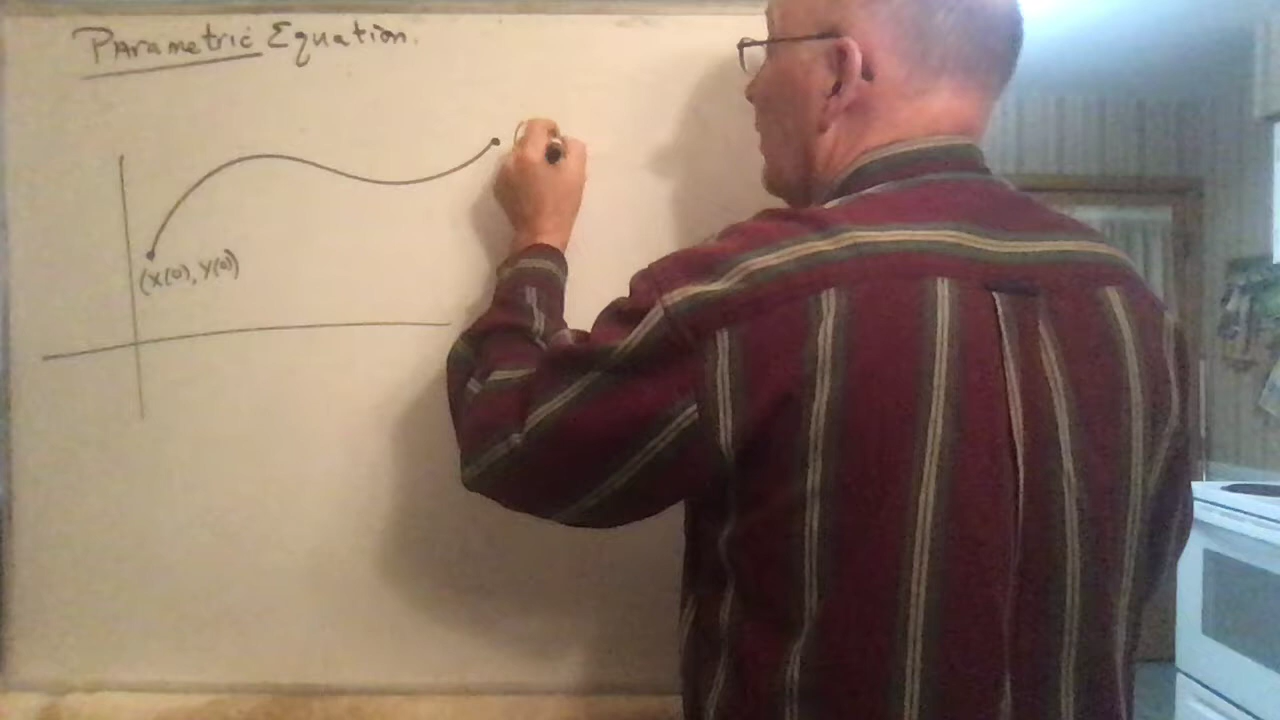 Parametric Equation.
(x(0), y(0))